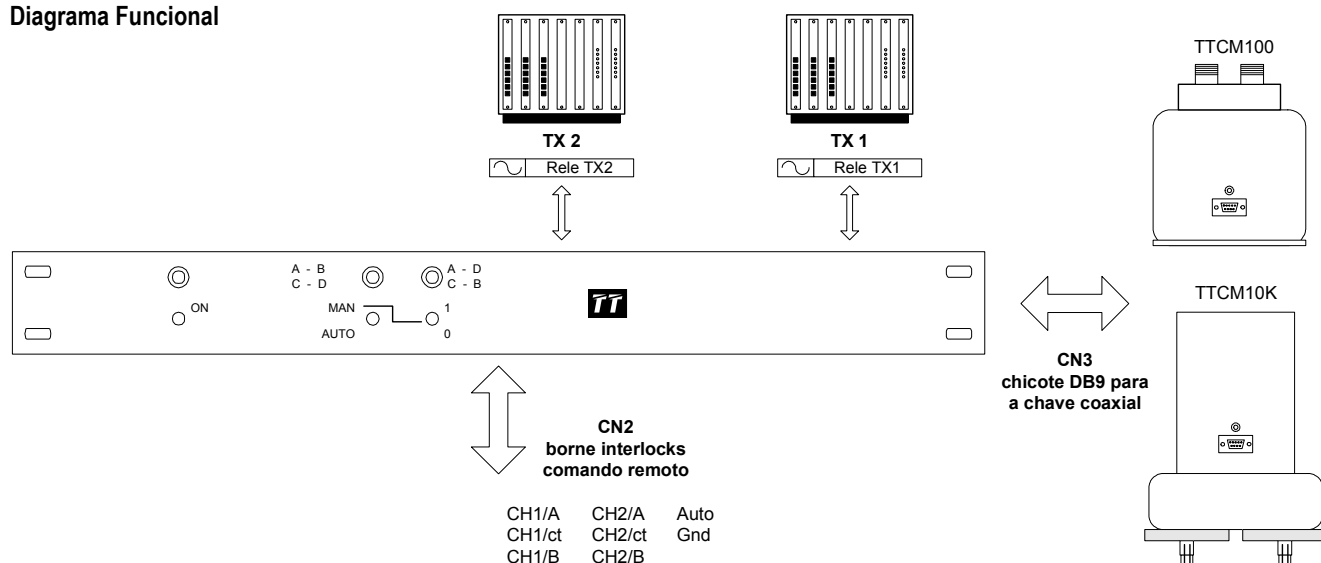 Diagrama Funcional
TX 2
Rele TX2
TX 1
Rele TX1
TTCM100
A - B
C - D
A - D
C - B
ON
MAN
AUTO
1
0
TT
TTCM10K
CN3
chicote DB9 para
a chave coaxial
CN2
borne interlocks
comando remoto
CH1/A CH2/A Auto
CH1/ct CH2/ct Gnd
CH1/B CH2/B